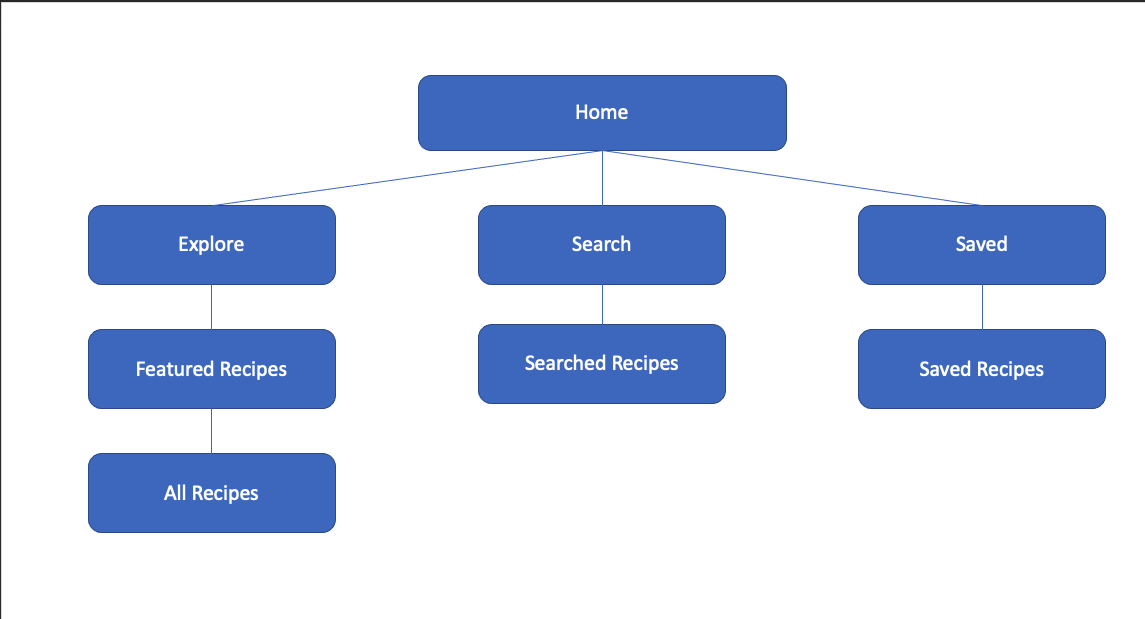 Home
Explore
Search
Saved
Featured Recipes
Searched Recipes
Saved Recipes
All Recipes